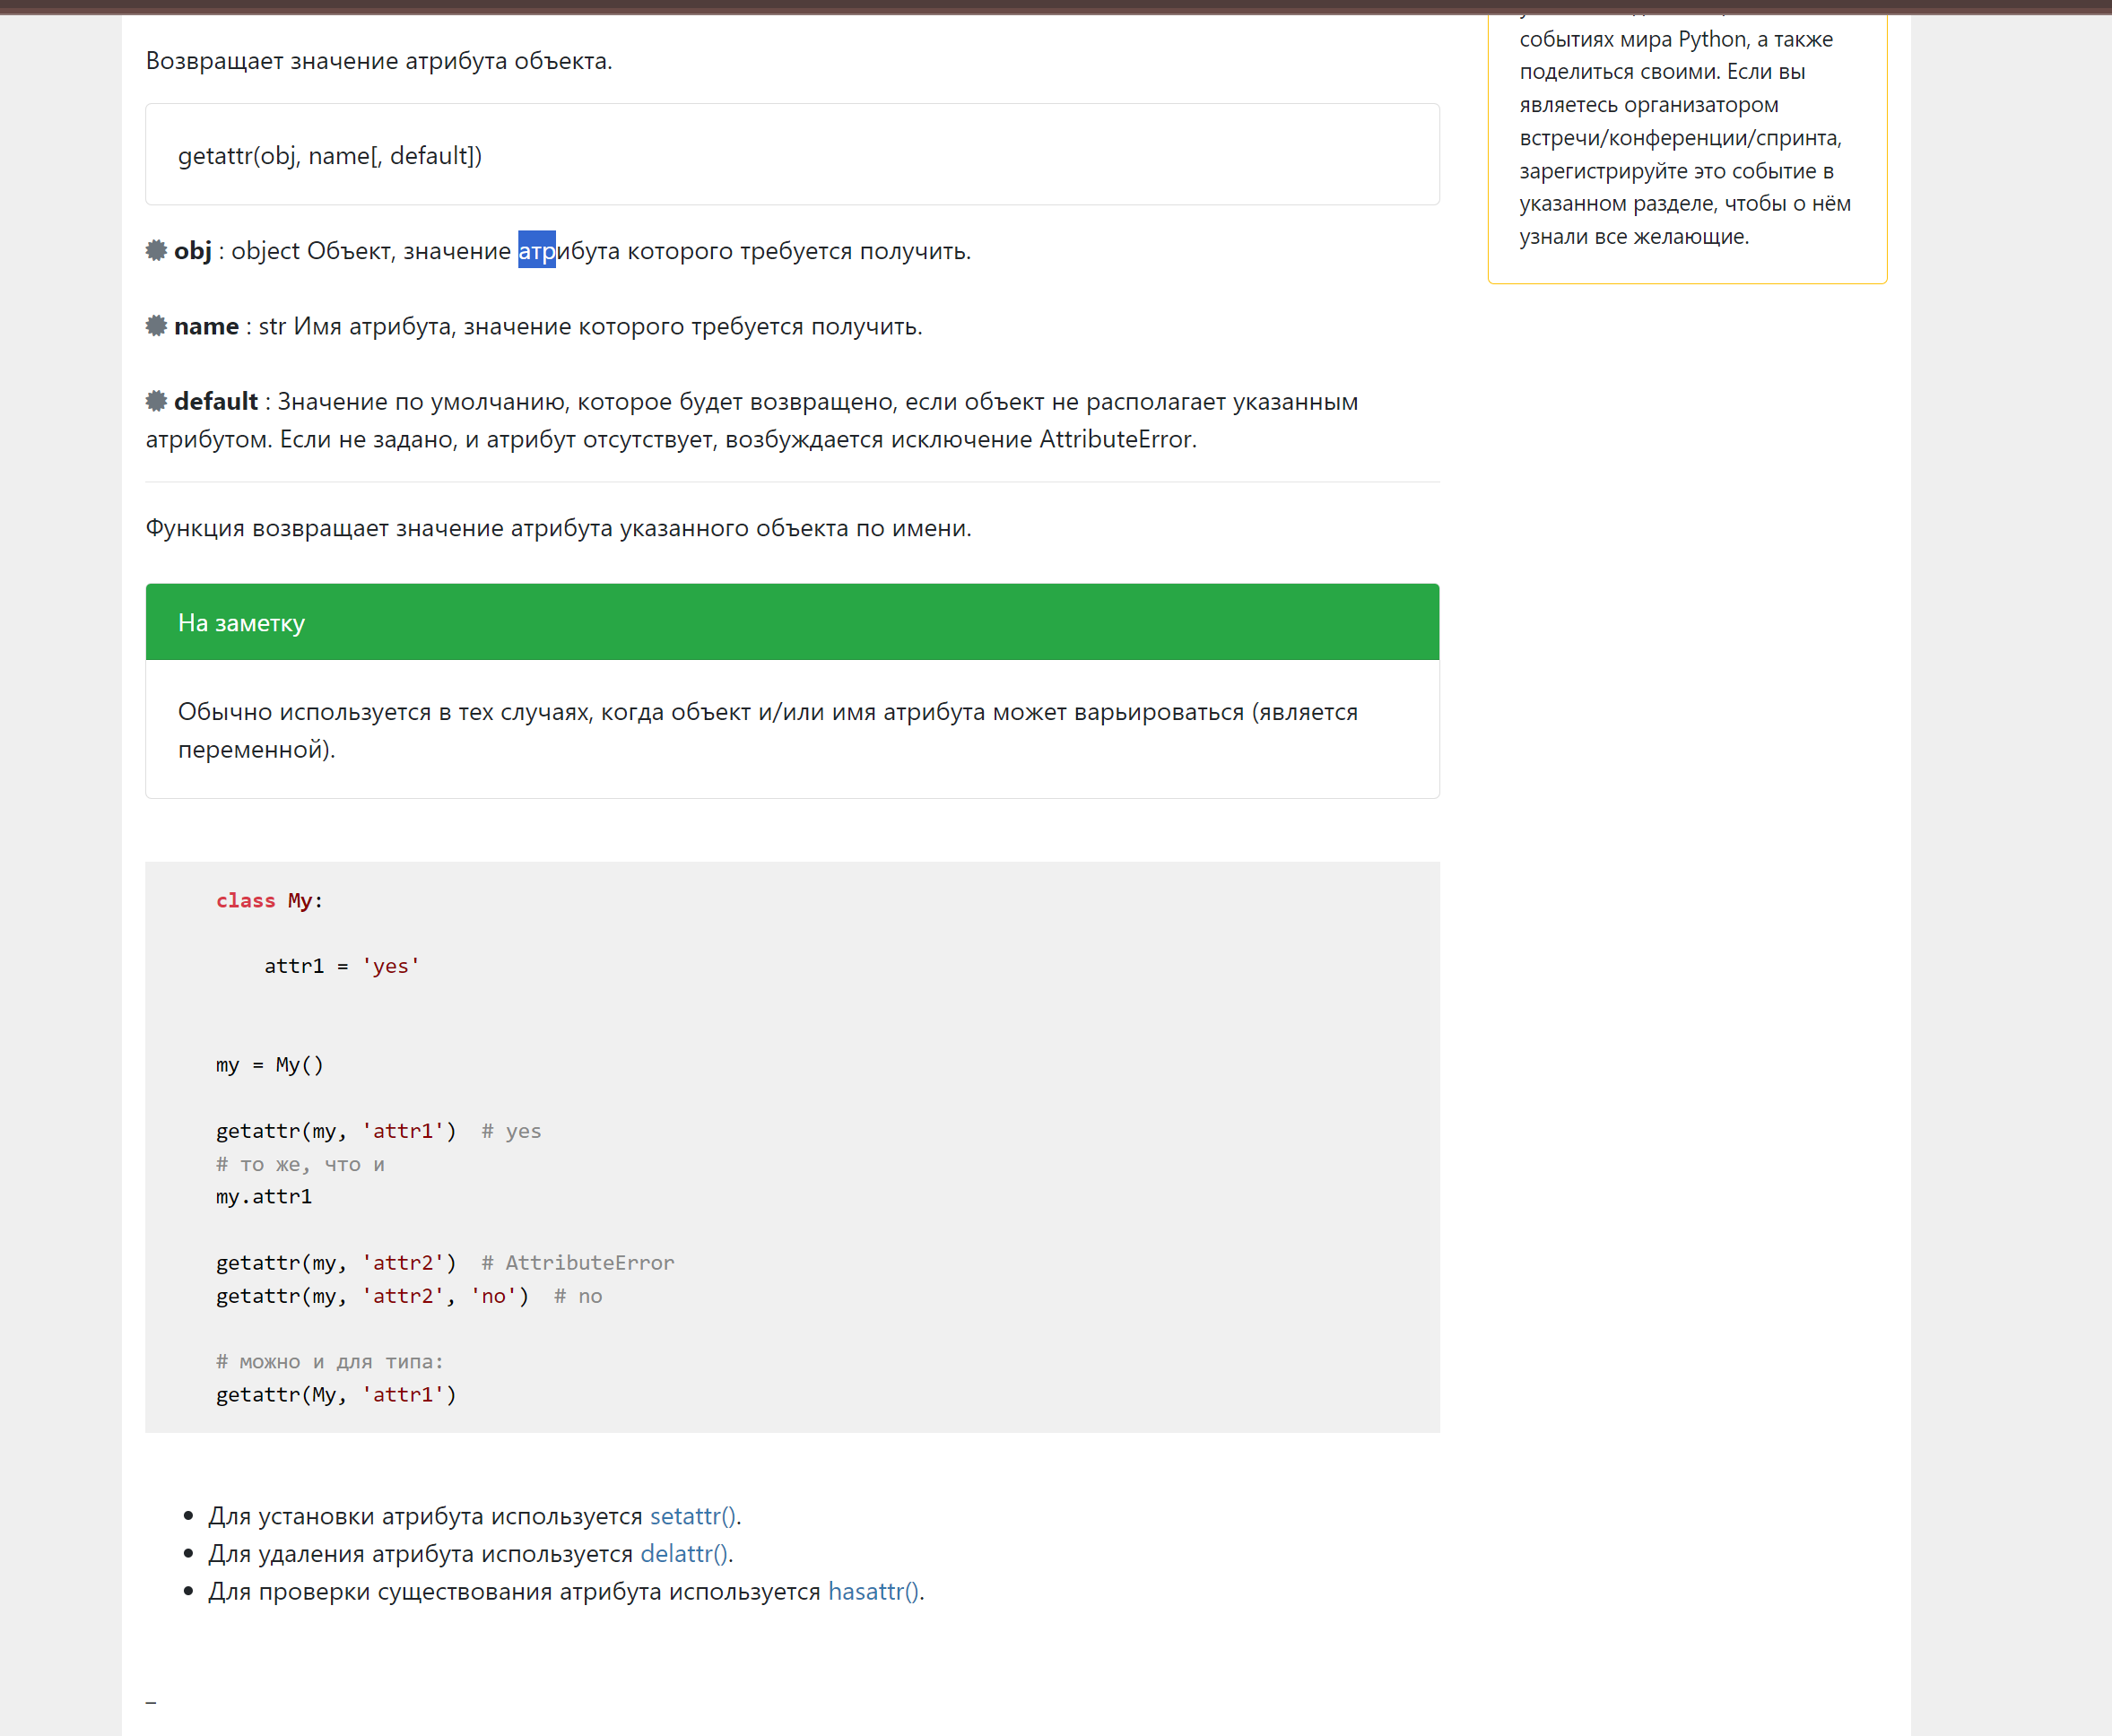 Возвращает значение атрибута объекта.
getattr(obj, name[, default])
obj : object Объект, значение атрибута которого требуется получить.
name : str Имя атрибута, значение которого требуется получить.
default : Значение по умолчанию, которое будет возвращено, если объект не располагает указанным
атрибутом. Если не задано, и атрибут отсутствует, возбуждается исключение AttributeError.
Функция возвращает значение атрибута указанного объекта по имени.
На заметку
Обычно используется в тех случаях, когда объект и/или имя атрибута может варьироваться (является
переменной).
class My:
attr1 = 'yes'
my = My()
getattr(my, 'attr1')  # yes
# то же, что и
my.attr1
getattr(my, 'attr2')  # AttributeError
getattr(my, 'attr2', 'no')  # no
# можно и для типа:
getattr(My, 'attr1')
Для установки атрибута используется setattr().
Для удаления атрибута используется delattr().
Для проверки существования атрибута используется hasattr().
–
событиях мира Python, а также
поделиться своими. Если вы
являетесь организатором
встречи/конференции/спринта,
зарегистрируйте это событие в
указанном разделе, чтобы о нём
узнали все желающие.